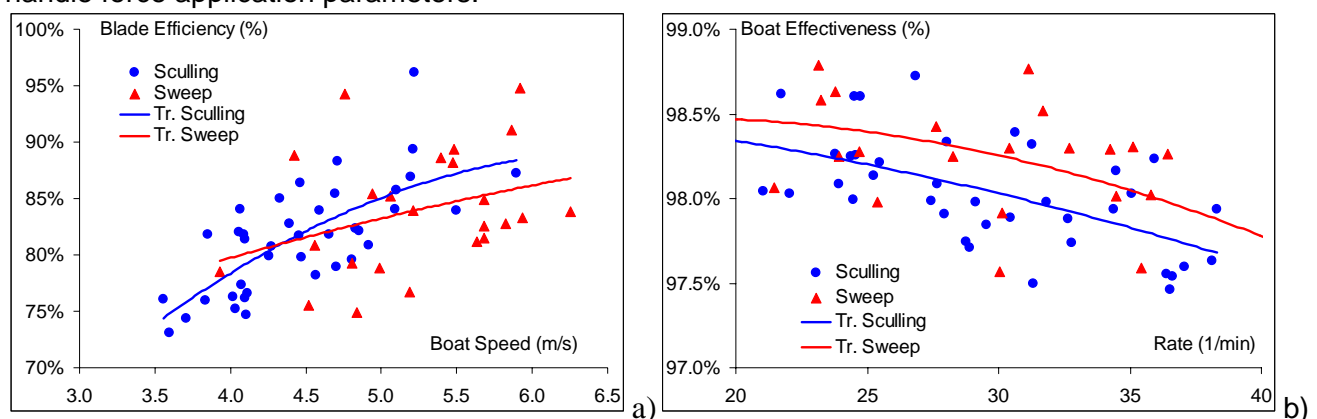 handle force application parameters.
Blade Efficiency (%)
Sculling
Sweep
Tr. Sculling
Tr. Sweep
Boat Speed (m/s)
100%
95%
90%
85%
80%
75%
70%
3.0 3.5 4.0 4.5 5.0 5.5 6.0 6.5
a)
Boat Effectiveness (%)
Sculling
Sweep
Tr. Sculling
Tr. Sweep
Rate (1/min)
99.0%
98.5%
98.0%
97.5%
97.0%
20 25 30 35 40
b)